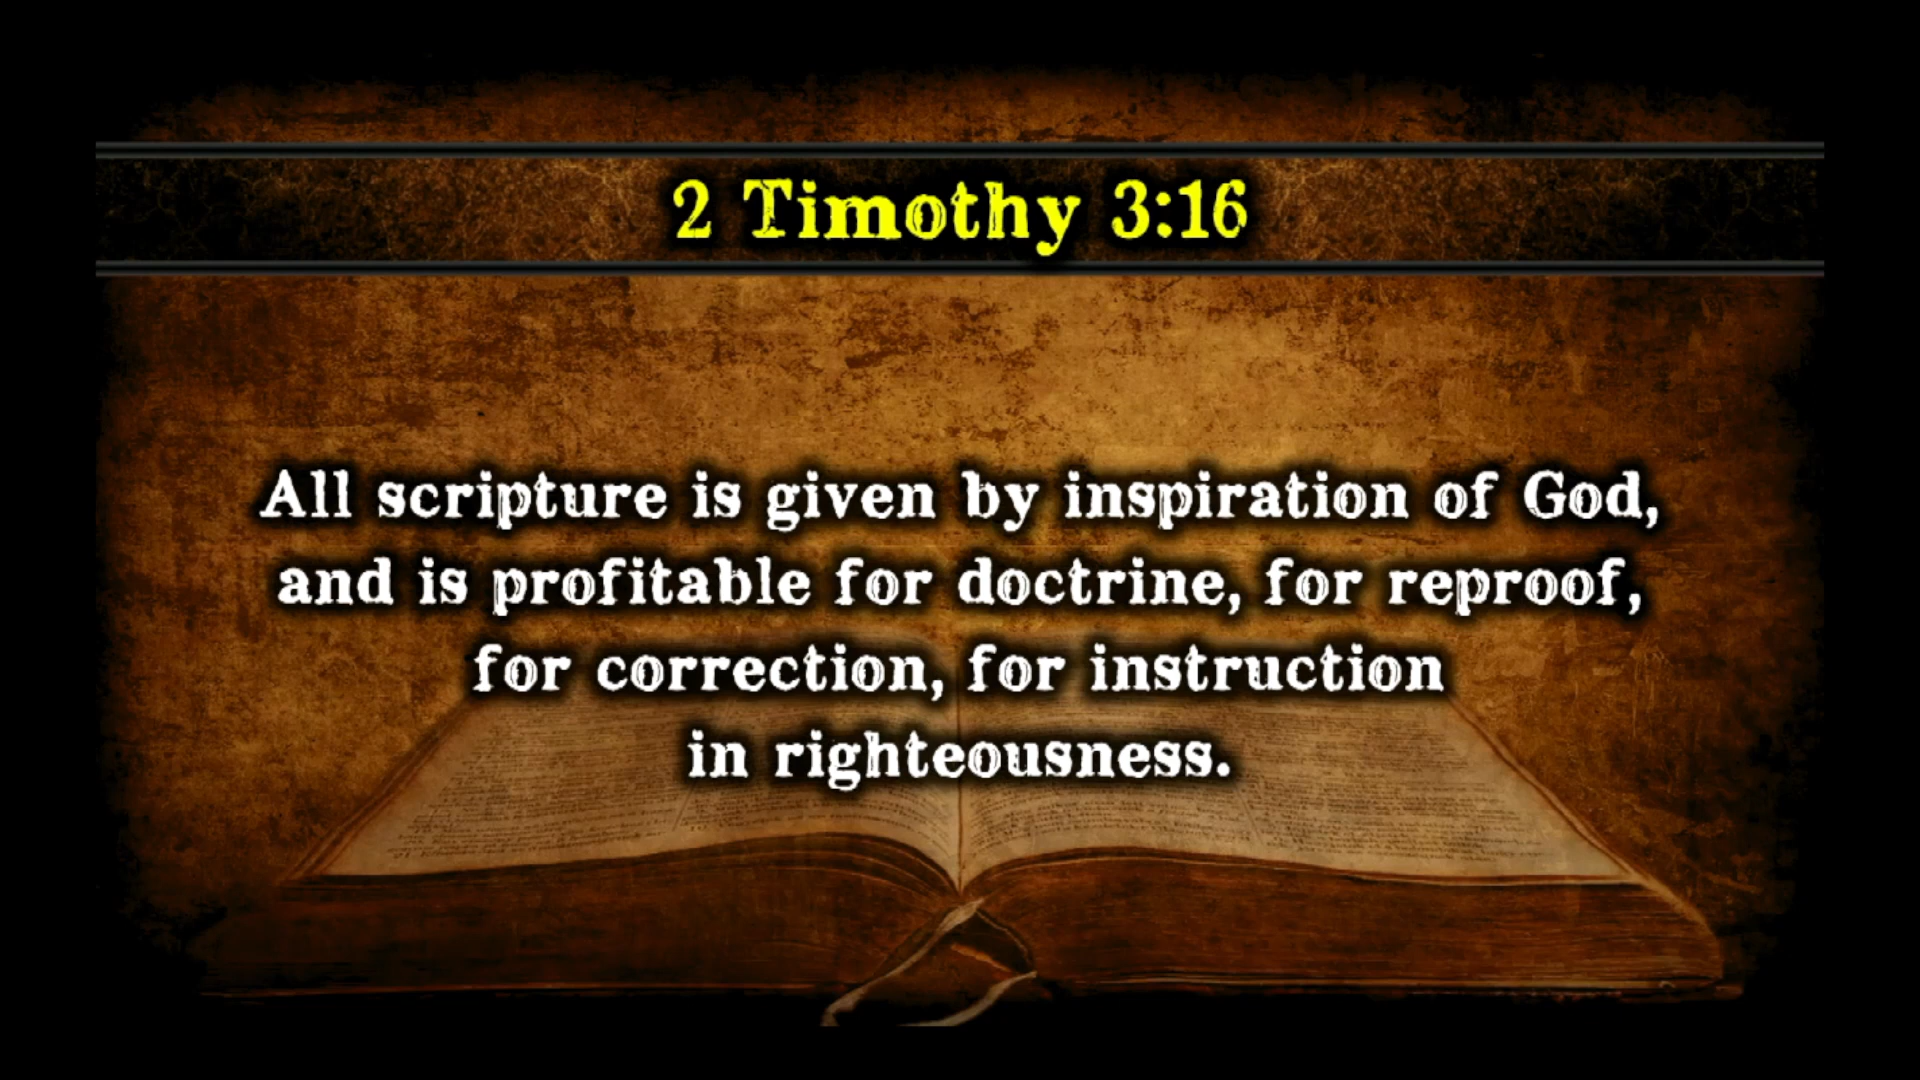 2 Timothy 3:16
All scripture is given by inspiration of God,
and is profitable for doctrine, for reproof,
for correction, for instruction
in righteousness.